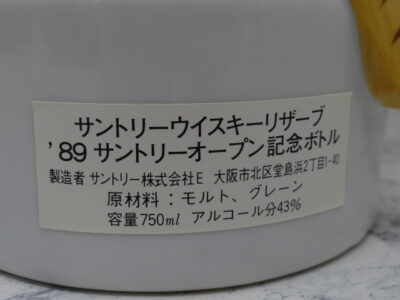 サントリーウイスキーリザーブ
'89 サントリーオープン記念ボトル
製造者 サントリー株式会社E 大阪市北区堂島浜2丁目1-40
原材料：モルト、グレーン
容量750ml アルコール分43%